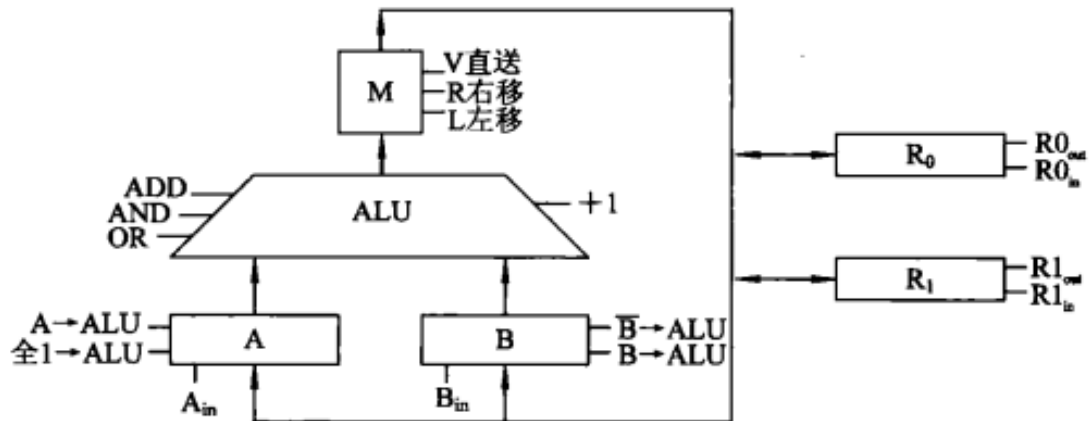 V直送
M
R右移
L左移
R₀
R0out
R0in
ADD
AND
OR
ALU
+1
R₁
R1out
R1in
A→ALU
全1→ALU
A
B
B̅→ALU
B→ALU
Ain
Bin